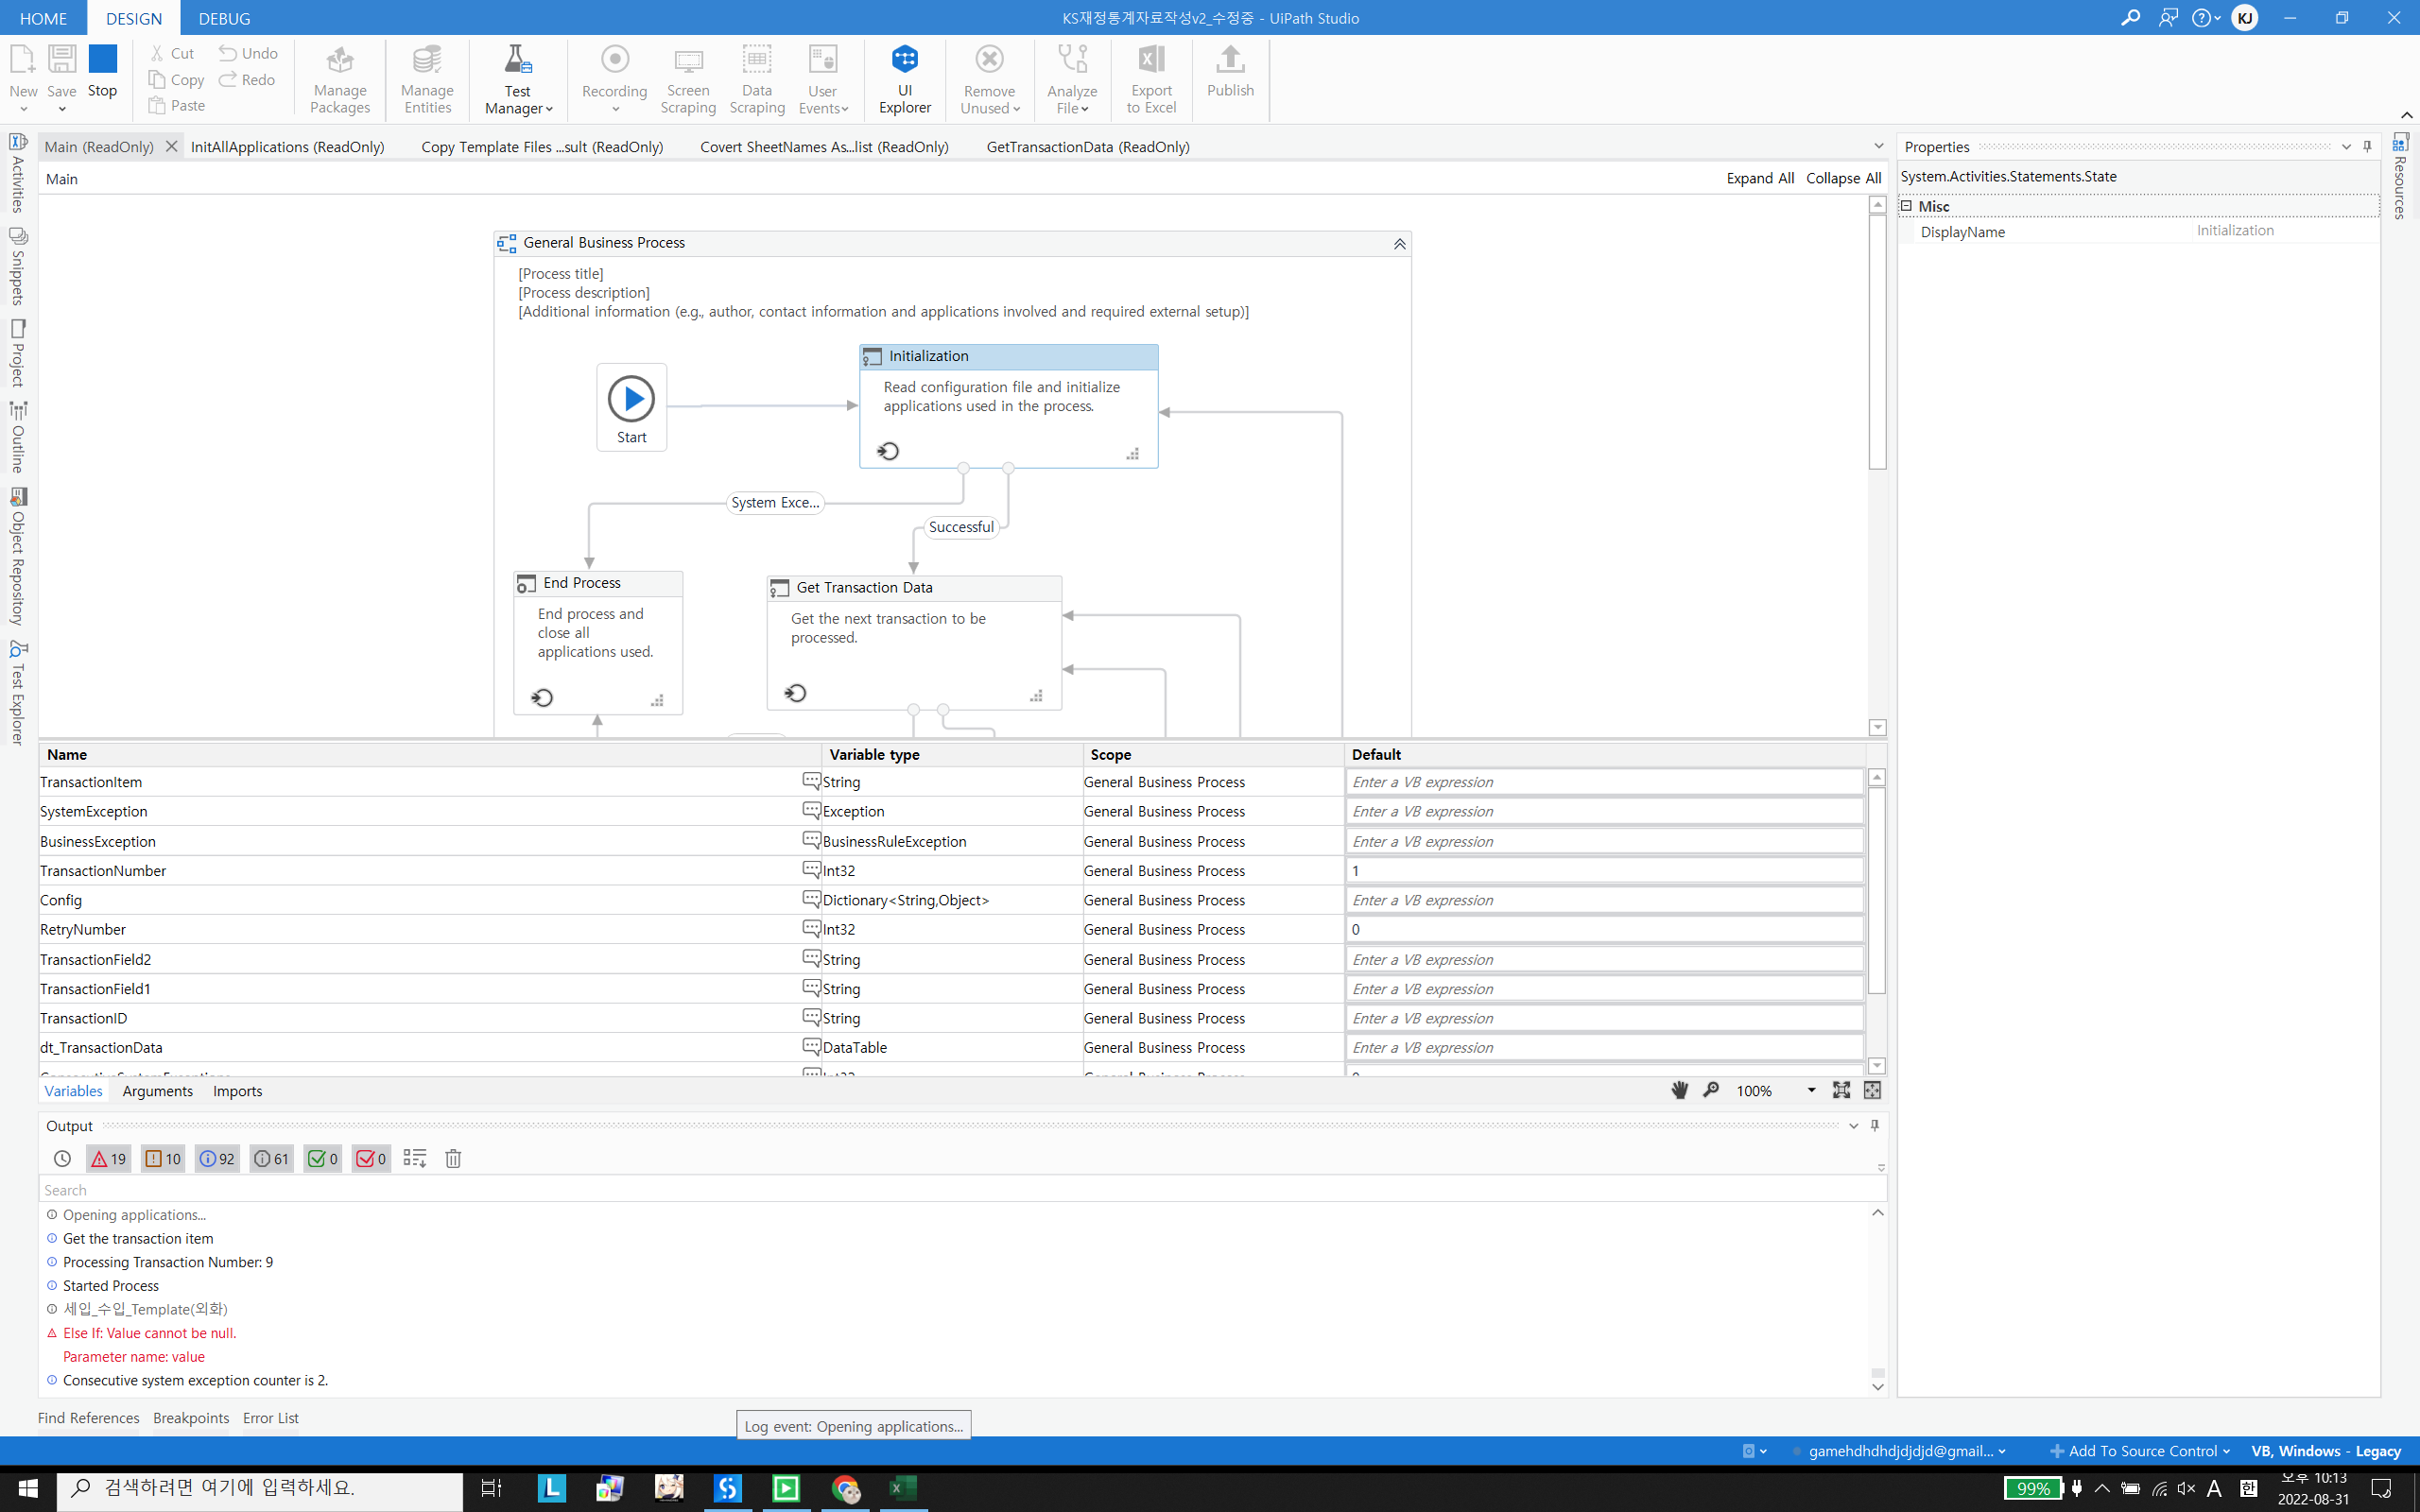 HOME DESIGN DEBUG
KS재정통계자료작성v2_수정중 - UiPath Studio
KJ
New Save Stop
Cut Undo
Copy Redo
Paste
Manage Packages
Manage Entities
Test Manager
Recording
Screen Scraping
Data Scraping
User Events
UI Explorer
Remove Unused
Analyze File
Export to Excel
Publish
Main (ReadOnly) InitAllApplications (ReadOnly) Copy Template Files ...sult (ReadOnly) Covert SheetNames As...list (ReadOnly) GetTransactionData (ReadOnly)
Main Expand All Collapse All
Activities
Snippets
Project
Outline
Object Repository
Test Explorer
General Business Process
[Process title]
[Process description]
[Additional information (e.g., author, contact information and applications involved and required external setup)]
Start
Initialization
Read configuration file and initialize
applications used in the process.
System Exce...
Successful
End Process
End process and
close all
applications used.
Get Transaction Data
Get the next transaction to be
processed.
Properties
System.Activities.Statements.State
Misc
DisplayName Initialization
Resources
Name Variable type Scope Default
TransactionItem String General Business Process Enter a VB expression
SystemException Exception General Business Process Enter a VB expression
BusinessException BusinessRuleException General Business Process Enter a VB expression
TransactionNumber Int32 General Business Process 1
Config Dictionary<String,Object> General Business Process Enter a VB expression
RetryNumber Int32 General Business Process 0
TransactionField2 String General Business Process Enter a VB expression
TransactionField1 String General Business Process Enter a VB expression
TransactionID String General Business Process Enter a VB expression
dt_TransactionData DataTable General Business Process Enter a VB expression
Variables Arguments Imports 100%
Output
19 10 92 61 0 0
Search
Opening applications...
Get the transaction item
Processing Transaction Number: 9
Started Process
세입_수입_Template(외화)
Else If: Value cannot be null.
Parameter name: value
Consecutive system exception counter is 2.
Find References Breakpoints Error List
Log event: Opening applications...
gamehdhdhdjdjdjd@gmail... Add To Source Control VB, Windows - Legacy
검색하려면 여기에 입력하세요.
99% A 한
오후 10:13
2022-08-31